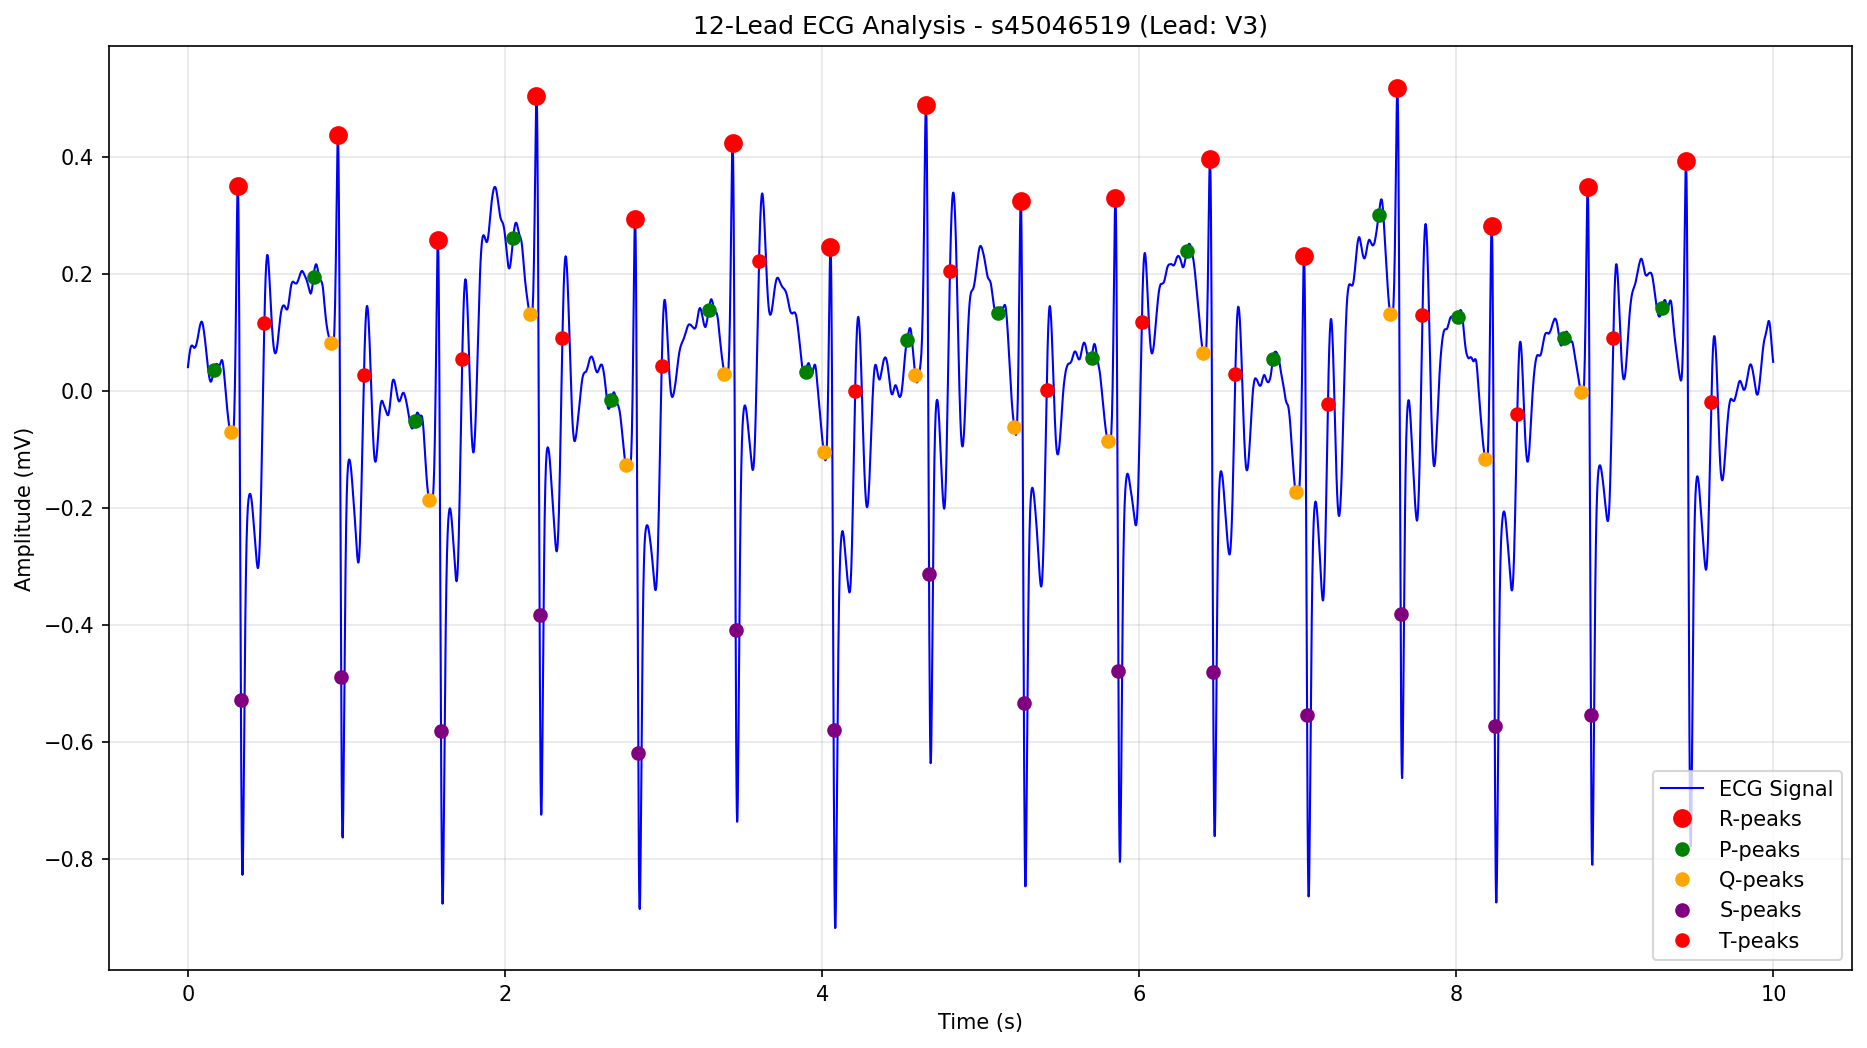 12-Lead ECG Analysis - s45046519 (Lead: V3)
Amplitude (mV)
0.4
0.2
0.0
−0.2
−0.4
−0.6
−0.8
0 2 4 6 8 10
Time (s)
ECG Signal
R-peaks
P-peaks
Q-peaks
S-peaks
T-peaks